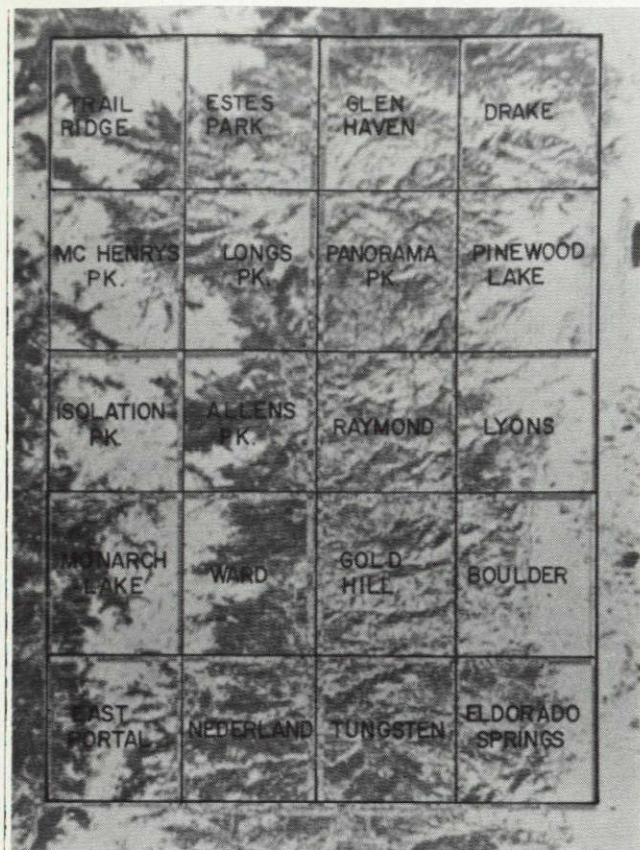 TRAIL
RIDGE
ESTES
PARK
GLEN
HAVEN
DRAKE
MC HENRYS
PK.
LONGS
PK.
PANORAMA
PK.
PINEWOOD
LAKE
ISOLATION
PK.
ALLENS
PK.
RAYMOND
LYONS
MONARCH
LAKE
WARD
GOLD
HILL
BOULDER
EAST
PORTAL
NEDERLAND
TUNGSTEN
ELDORADO
SPRINGS